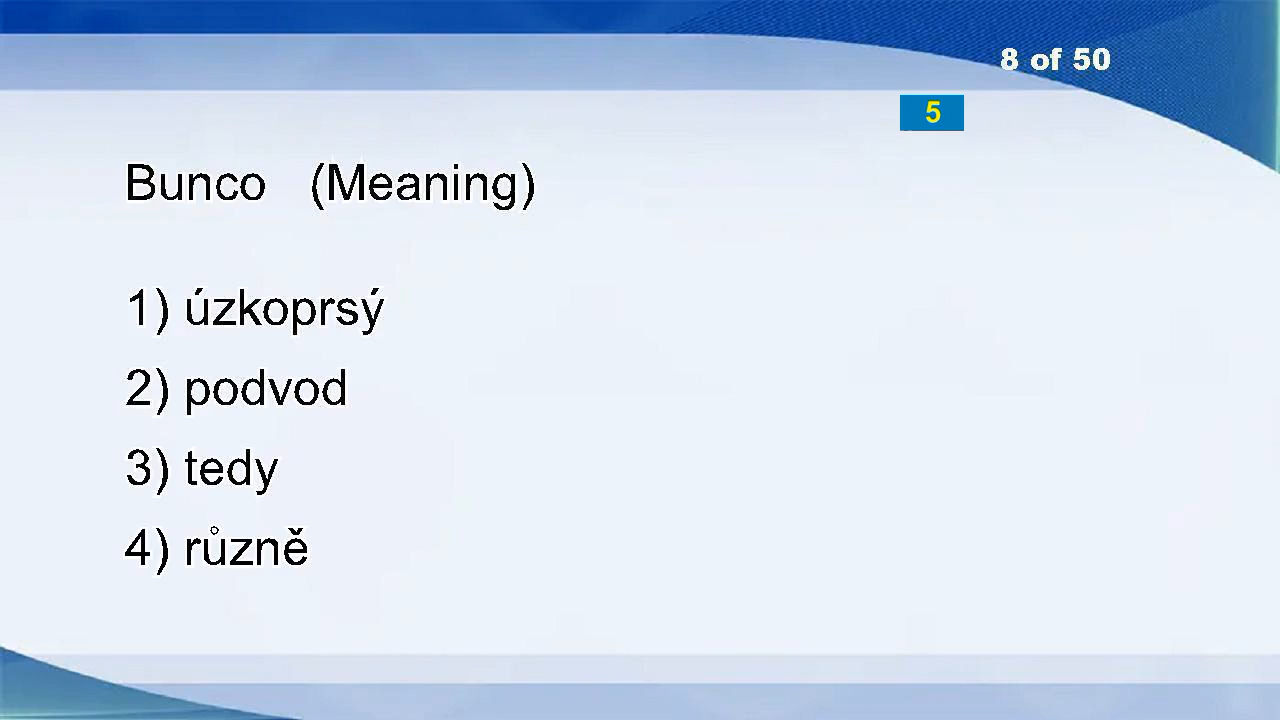 8 of 50
5
Bunco (Meaning)
1) úzkoprsý
2) podvod
3) tedy
4) různě